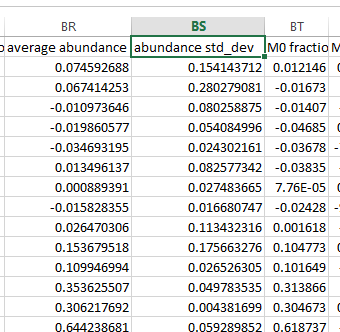 BR BS BT
average abundance abundance std_dev M0 fractio
0.074592688 0.154143712 0.012146
0.067414253 0.280279081 -0.01673
-0.010973646 0.080258875 -0.01407
-0.019860577 0.054084996 -0.04685
-0.034693195 0.024302161 -0.03678
0.013496137 0.082577342 -0.03835
0.000889391 0.027483665 7.76E-05
-0.015828355 0.016680747 -0.02428
0.026470306 0.113432316 0.001618
0.153679518 0.175663276 0.104773
0.109946994 0.026526305 0.101649
0.353625507 0.049783535 0.313866
0.306217692 0.004381699 0.304673
0.644238681 0.059289852 0.618737